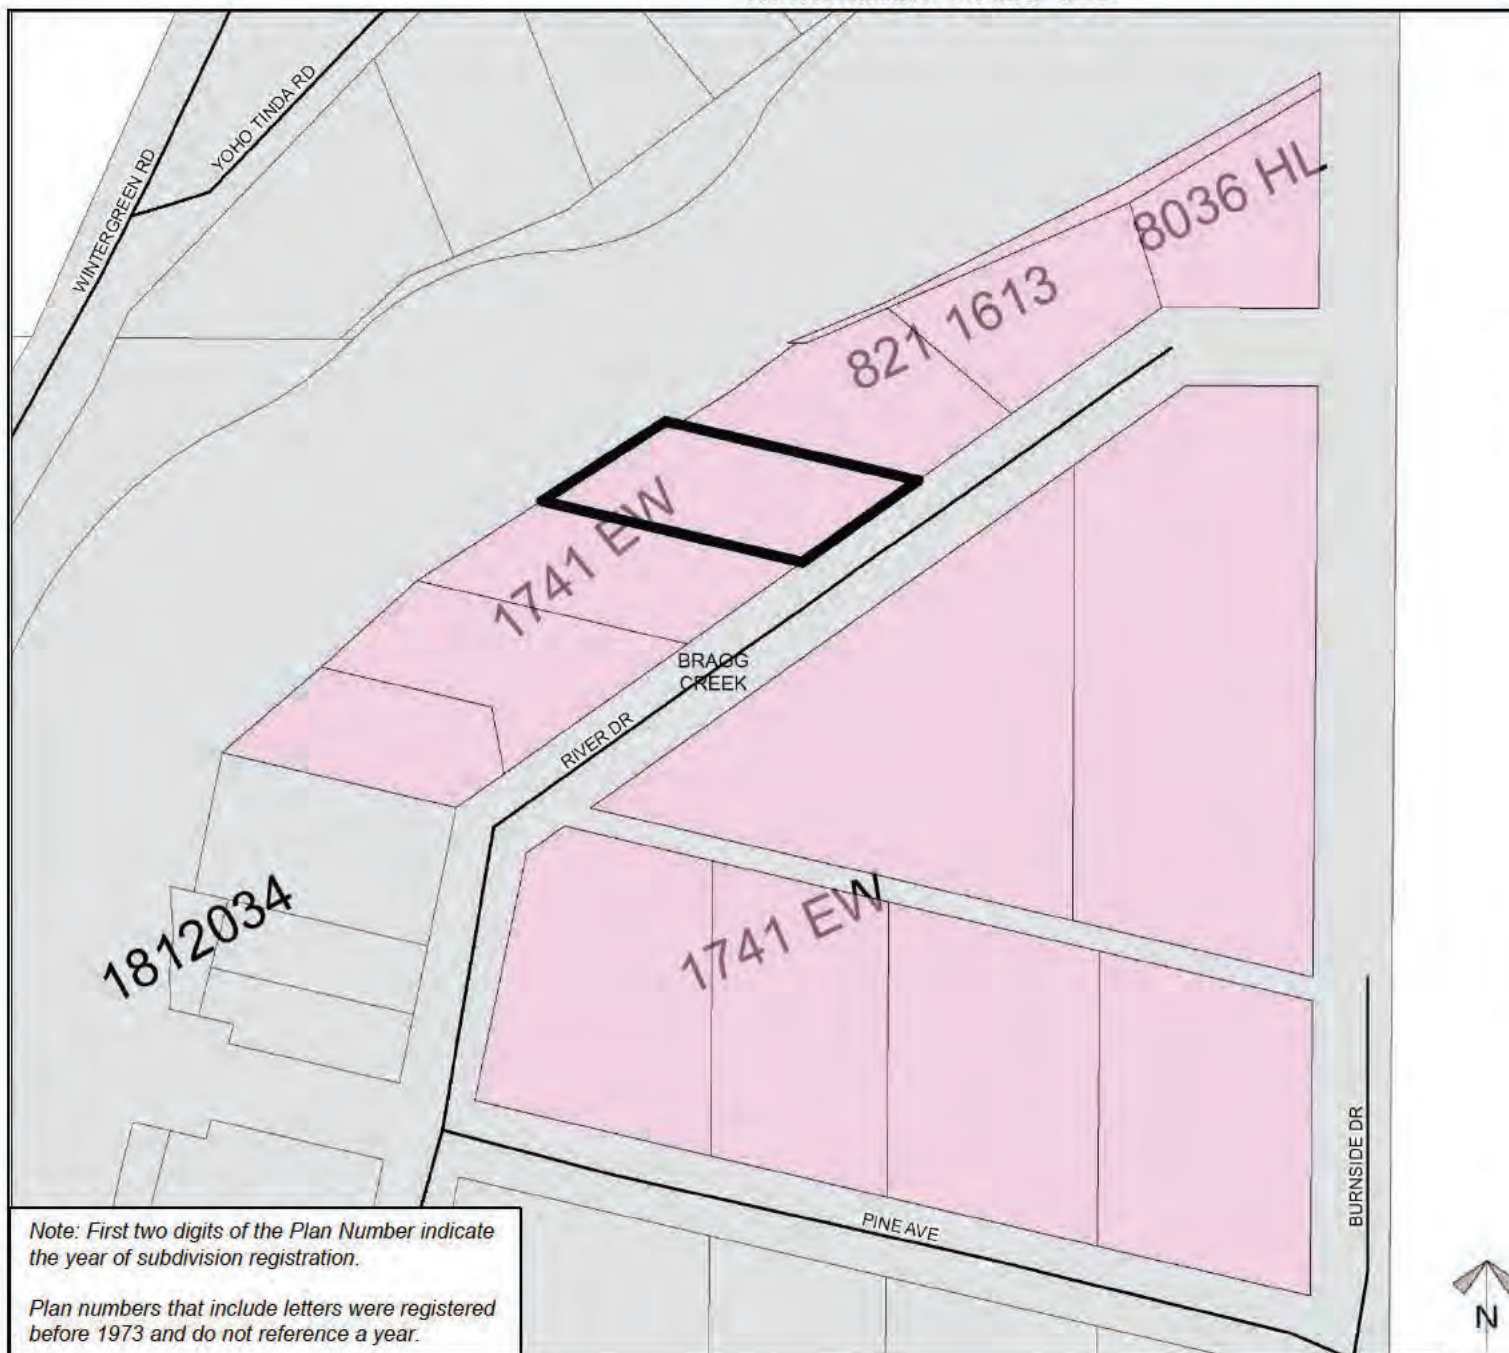 YOHO TINDA RD
WINTERGREEN RD
8036 HL
821 1613
1741 EW
BRAGG
CREEK
RIVER DR
1812034
1741 EW
BURNSIDE DR
PINE AVE
Note: First two digits of the Plan Number indicate
the year of subdivision registration.
Plan numbers that include letters were registered
before 1973 and do not reference a year.
N